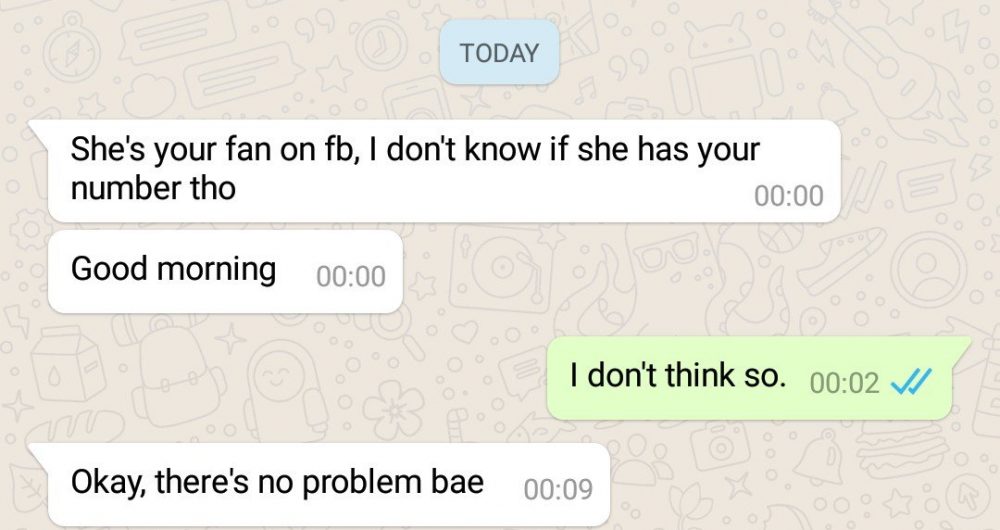 TODAY
She's your fan on fb, I don't know if she has your
number tho
00:00
Good morning 00:00
I don't think so. 00:02
Okay, there's no problem bae 00:09